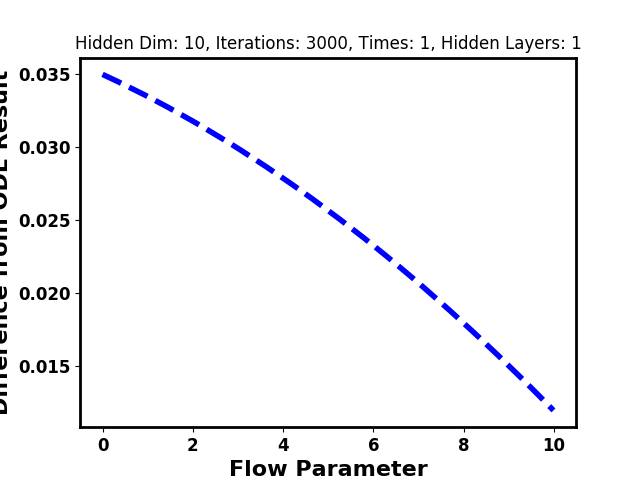 Hidden Dim: 10, Iterations: 3000, Times: 1, Hidden Layers: 1
Difference from ODE Result
0.035
0.030
0.025
0.020
0.015
0 2 4 6 8 10
Flow Parameter